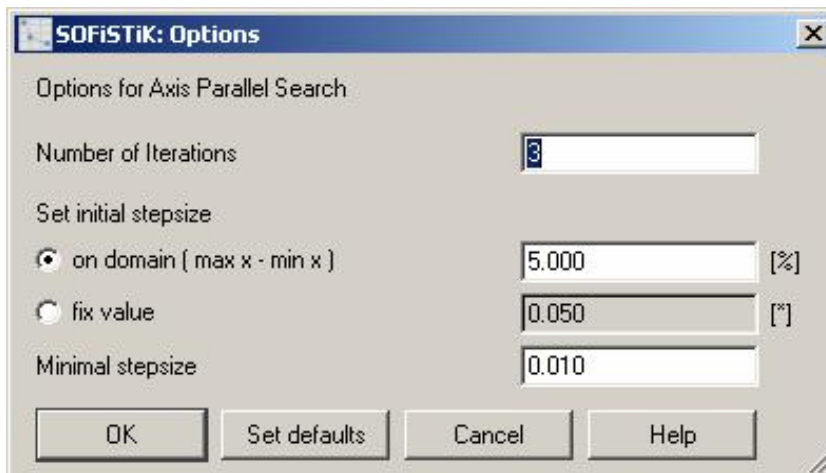 SOFiSTiK: Options
Options for Axis Parallel Search
Number of Iterations 3
Set initial stepsize
on domain ( max x - min x ) 5.000 [%]
fix value 0.050 [*]
Minimal stepsize 0.010
OK Set defaults Cancel Help